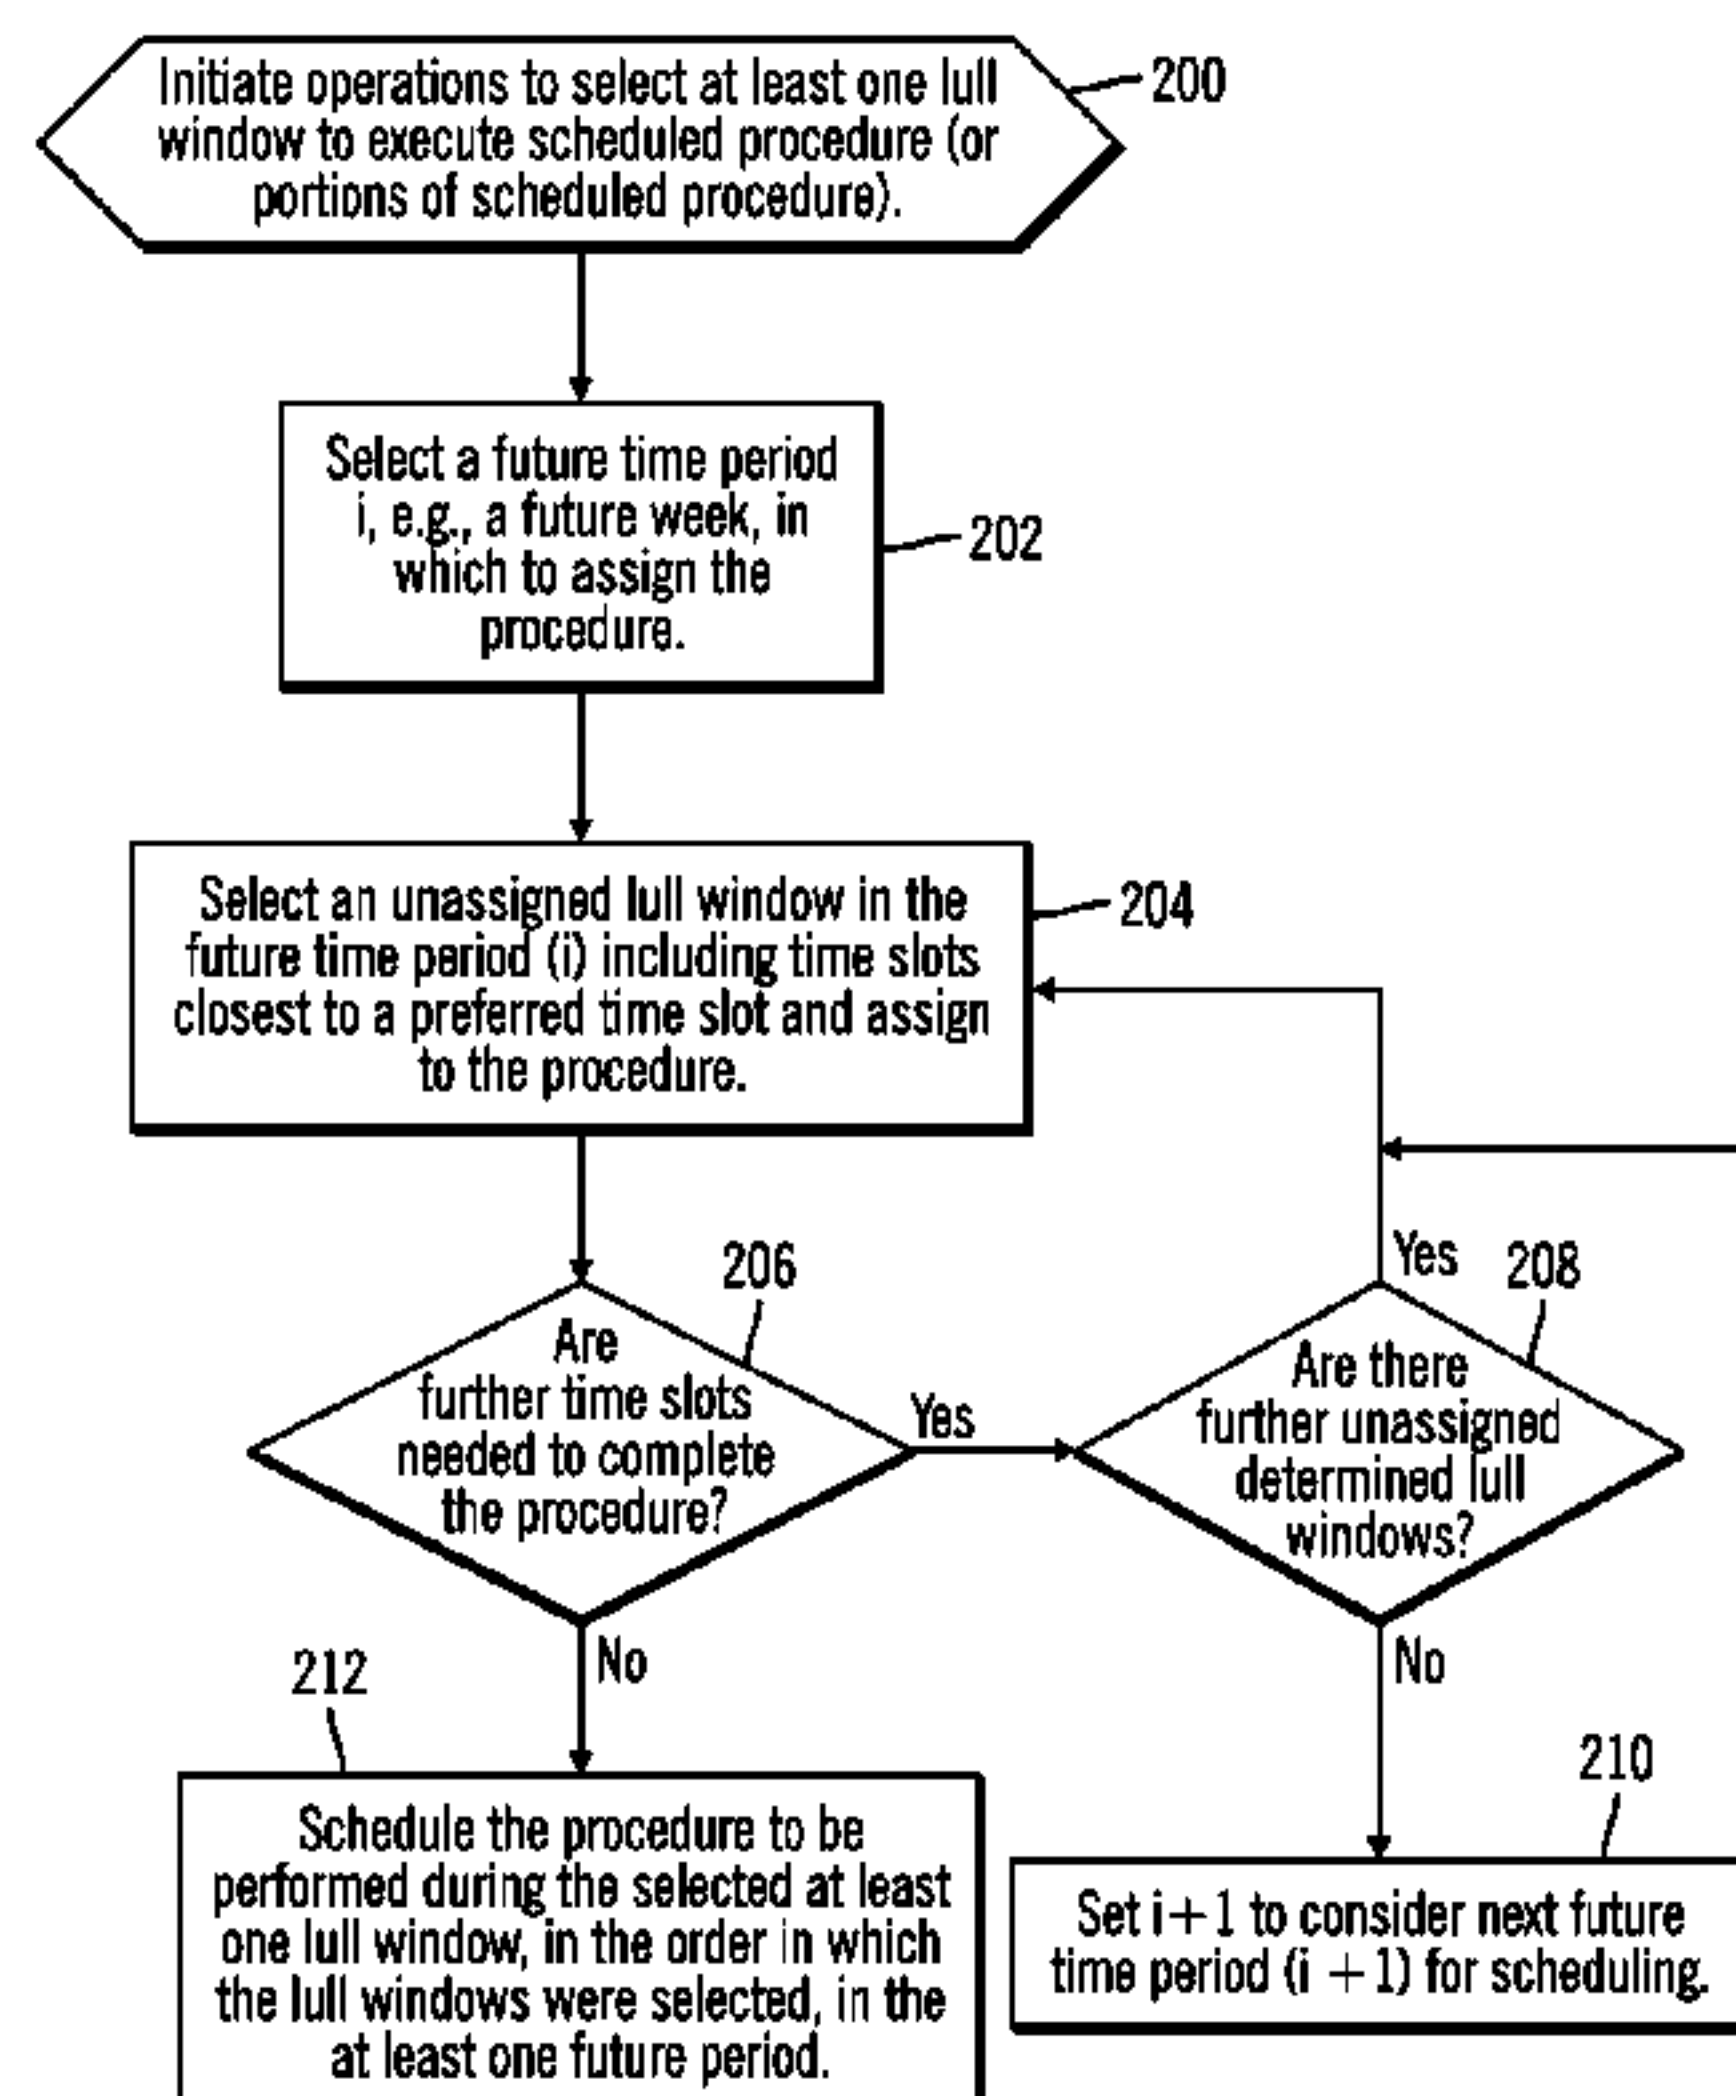 Initiate operations to select at least one lull
window to execute scheduled procedure (or
portions of scheduled procedure).
200
Select a future time period
i, e.g., a future week, in
which to assign the
procedure.
202
Select an unassigned lull window in the
future time period (i) including time slots
closest to a preferred time slot and assign
to the procedure.
204
206
Are
further time slots
needed to complete
the procedure?
Yes
No
Yes
208
Are there
further unassigned
determined lull
windows?
No
212
Schedule the procedure to be
performed during the selected at least
one lull window, in the order in which
the lull windows were selected, in the
at least one future period.
210
Set i+1 to consider next future
time period (i +1) for scheduling.